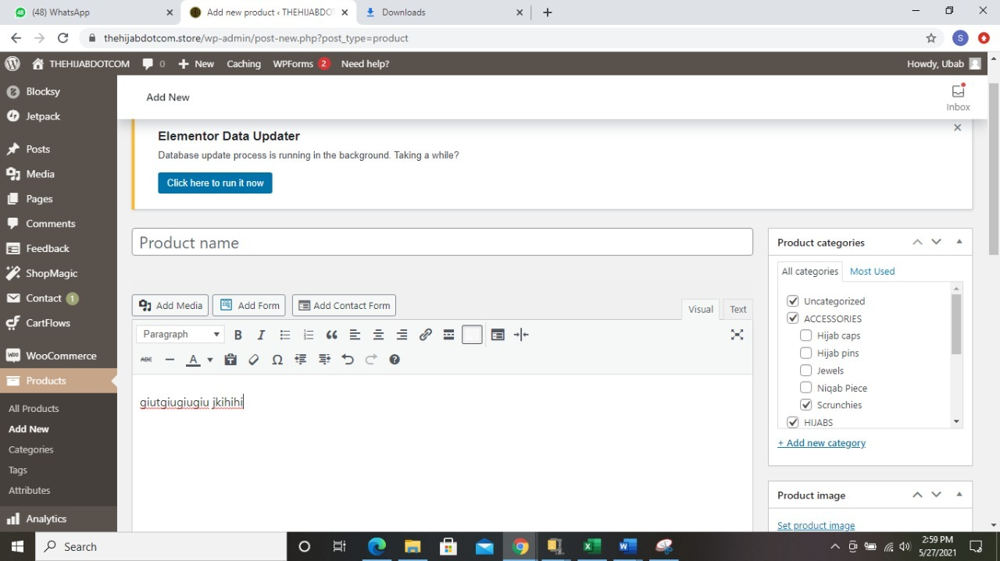 (48) WhatsApp
Add new product ‹ THEHIJABDO
Downloads
thehijabdotcom.store/wp-admin/post-new.php?post_type=product
S
THEHIJABDOTCOM 0 New Caching WPForms 2 Need help? Howdy, Ubab
Blocksy
Jetpack
Posts
Media
Pages
Comments
Feedback
ShopMagic
Contact 1
CartFlows
WooCommerce
Products
All Products
Add New
Categories
Tags
Attributes
Analytics
Add New
Inbox
Elementor Data Updater
Database update process is running in the background. Taking a while?
Click here to run it now
Product name
Add Media Add Form Add Contact Form
Visual Text
Paragraph B I
ABC A Ω
giutgiugiugiu jkihihi
Product categories
All categories Most Used
Uncategorized
ACCESSORIES
Hijab caps
Hijab pins
Jewels
Niqab Piece
Scrunchies
HIJABS
+ Add new category
Product image
Set product image
Search
2:59 PM
5/27/2021